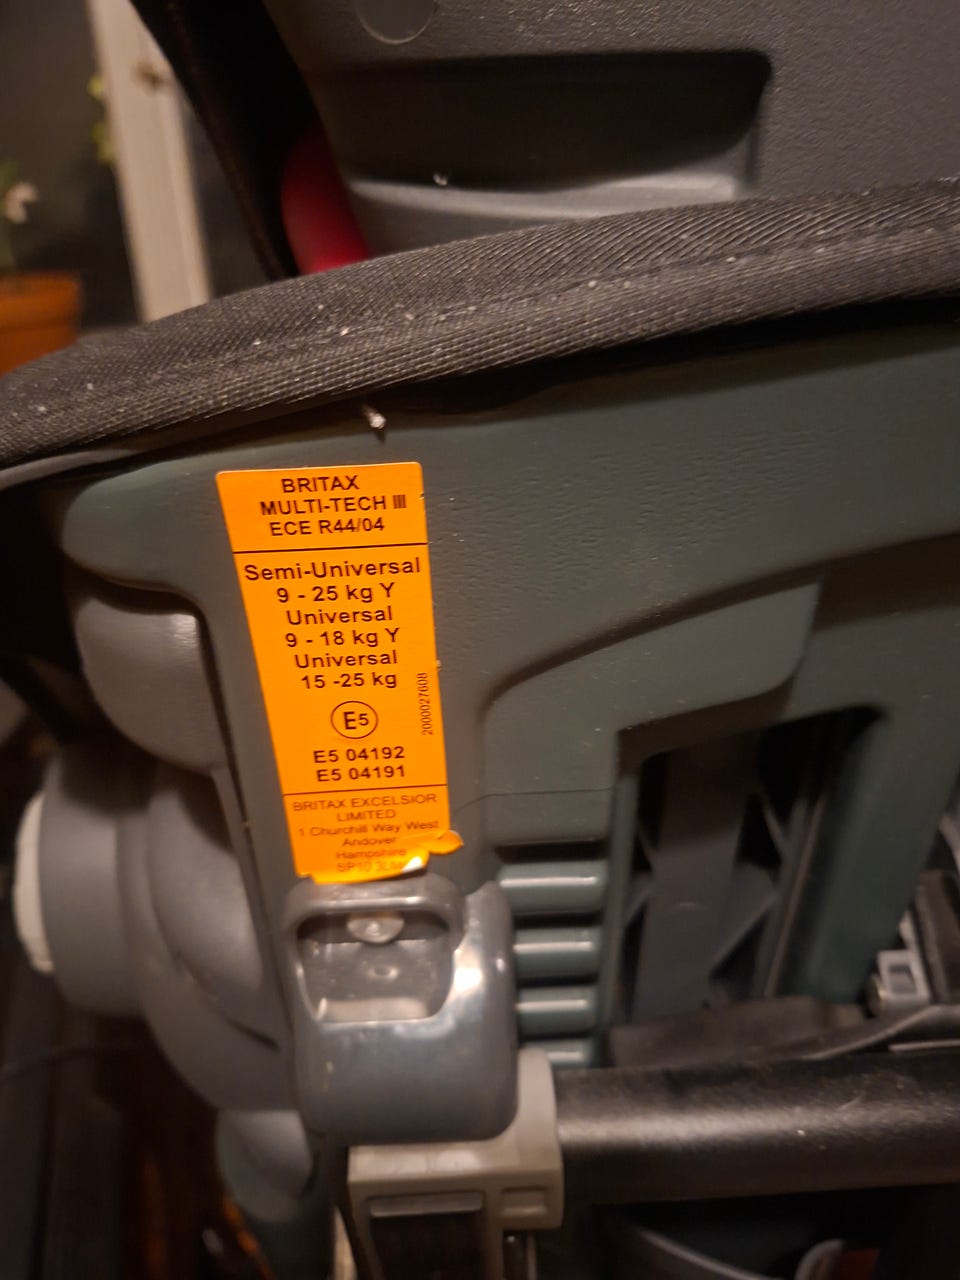 BRITAX
MULTI-TECH III
ECE R44/04
Semi-Universal
9 - 25 kg Y
Universal
9 - 18 kg Y
Universal
15 -25 kg
E5
2000027608
E5 04192
E5 04191
BRITAX EXCELSIOR
LIMITED
1 Churchill Way West
Andover
Hampshire
SP10